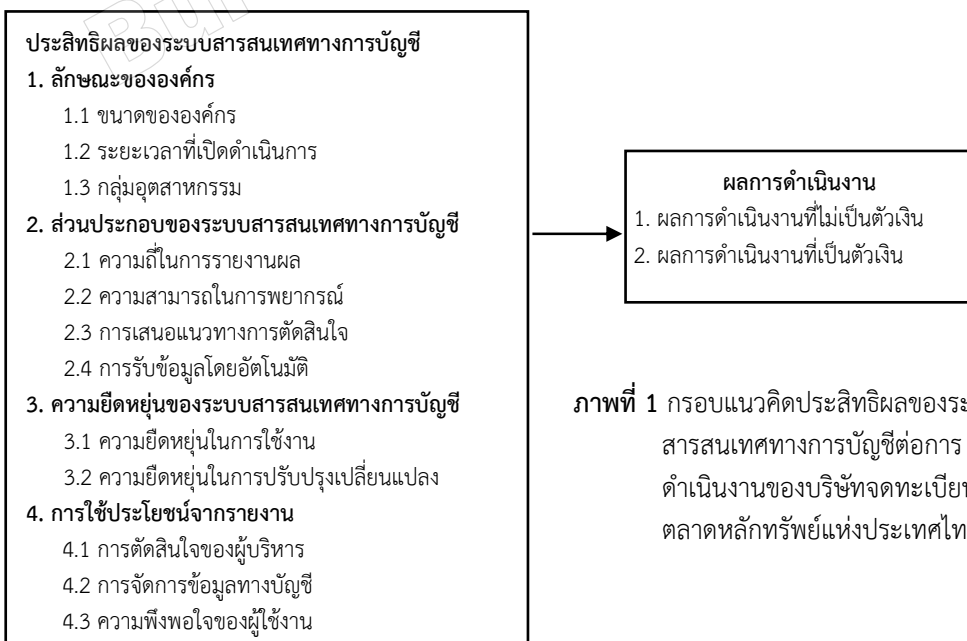 ประสิทธิผลของระบบสารสนเทศทางการบัญชี
1. ลักษณะขององค์กร
1.1 ขนาดขององค์กร
1.2 ระยะเวลาที่เปิดดำเนินการ
1.3 กลุ่มอุตสาหกรรม
2. ส่วนประกอบของระบบสารสนเทศทางการบัญชี
2.1 ความถี่ในการรายงานผล
2.2 ความสามารถในการพยากรณ์
2.3 การเสนอแนวทางการตัดสินใจ
2.4 การรับข้อมูลโดยอัตโนมัติ
3. ความยืดหยุ่นของระบบสารสนเทศทางการบัญชี
3.1 ความยืดหยุ่นในการใช้งาน
3.2 ความยืดหยุ่นในการปรับปรุงเปลี่ยนแปลง
4. การใช้ประโยชน์จากรายงาน
4.1 การตัดสินใจของผู้บริหาร
4.2 การจัดการข้อมูลทางบัญชี
4.3 ความพึงพอใจของผู้ใช้งาน
ผลการดำเนินงาน
1. ผลการดำเนินงานที่ไม่เป็นตัวเงิน
2. ผลการดำเนินงานที่เป็นตัวเงิน
ภาพที่ 1 กรอบแนวคิดประสิทธิผลของระ
สารสนเทศทางการบัญชีต่อการ
ดำเนินงานของบริษัทจดทะเบียน
ตลาดหลักทรัพย์แห่งประเทศไท